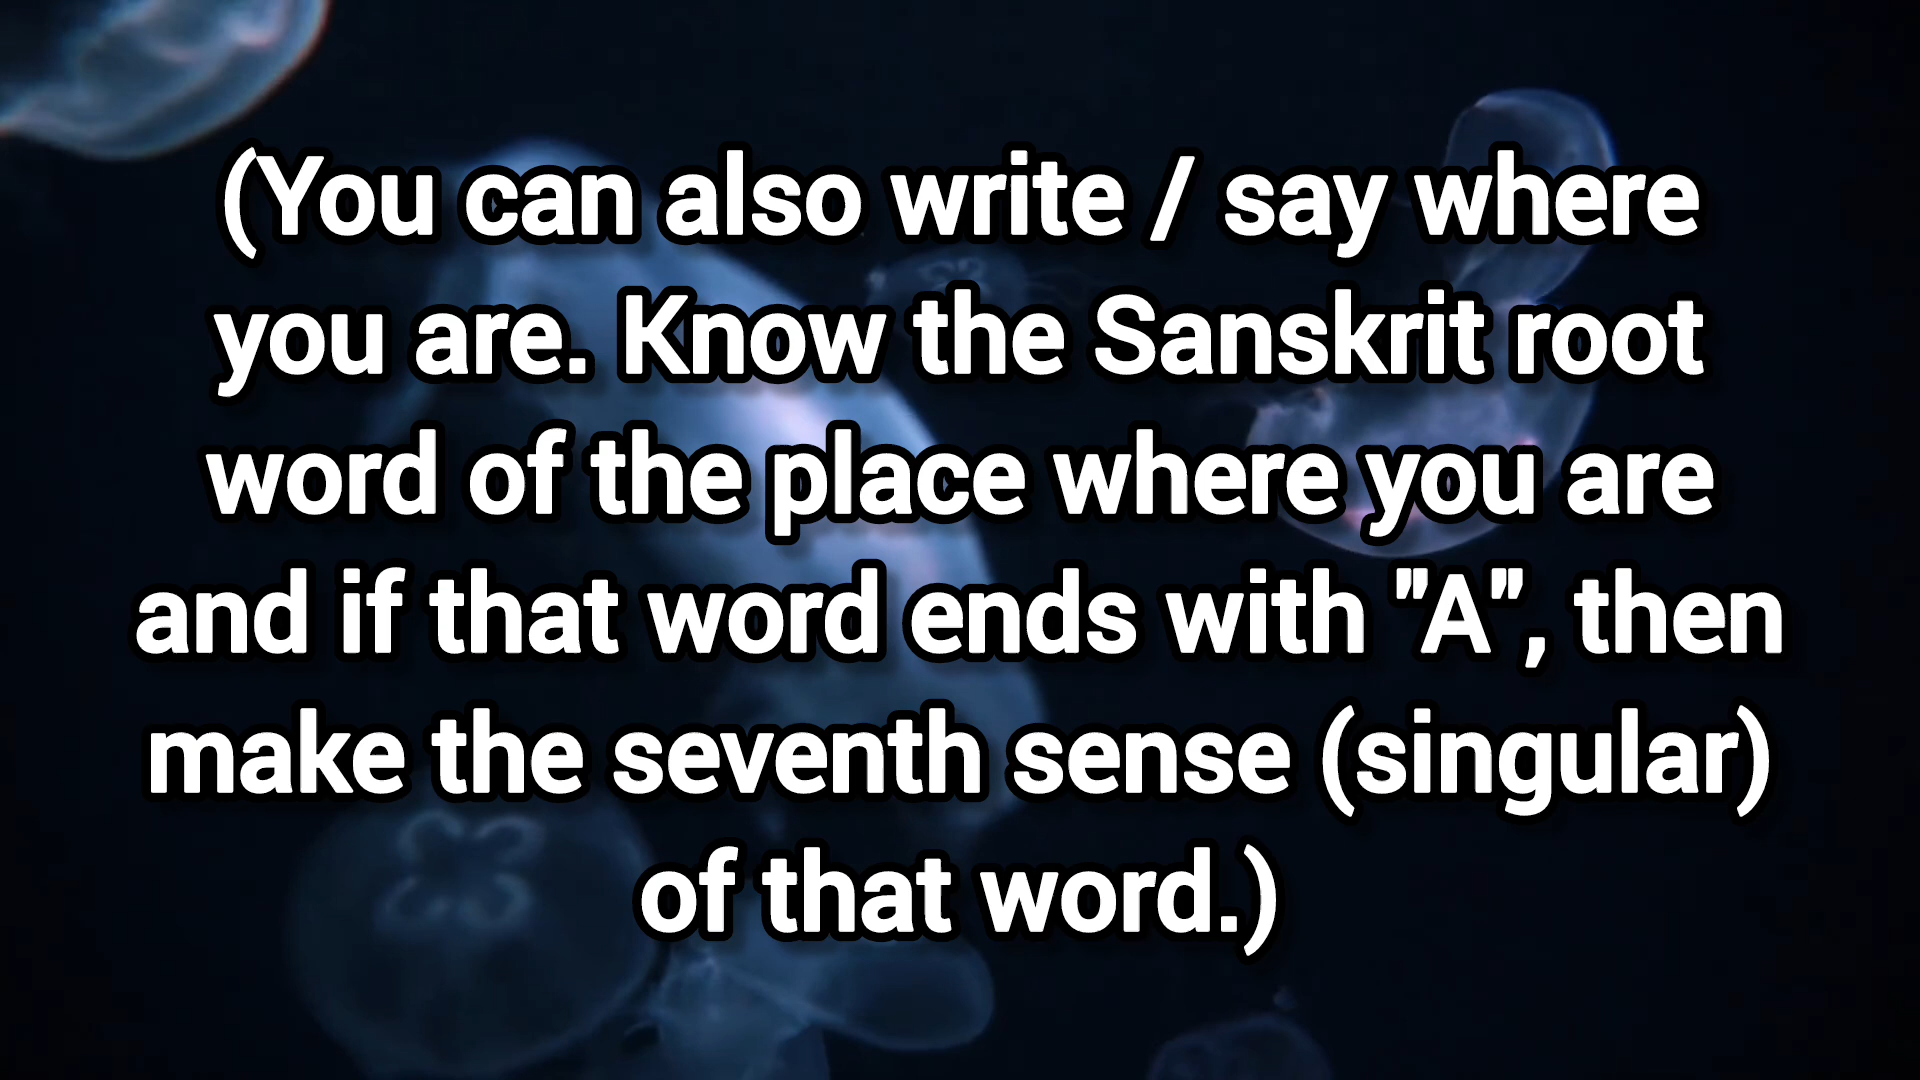 (You can also write / say where
you are. Know the Sanskrit root
word of the place where you are
and if that word ends with "A", then
make the seventh sense (singular)
of that word.)